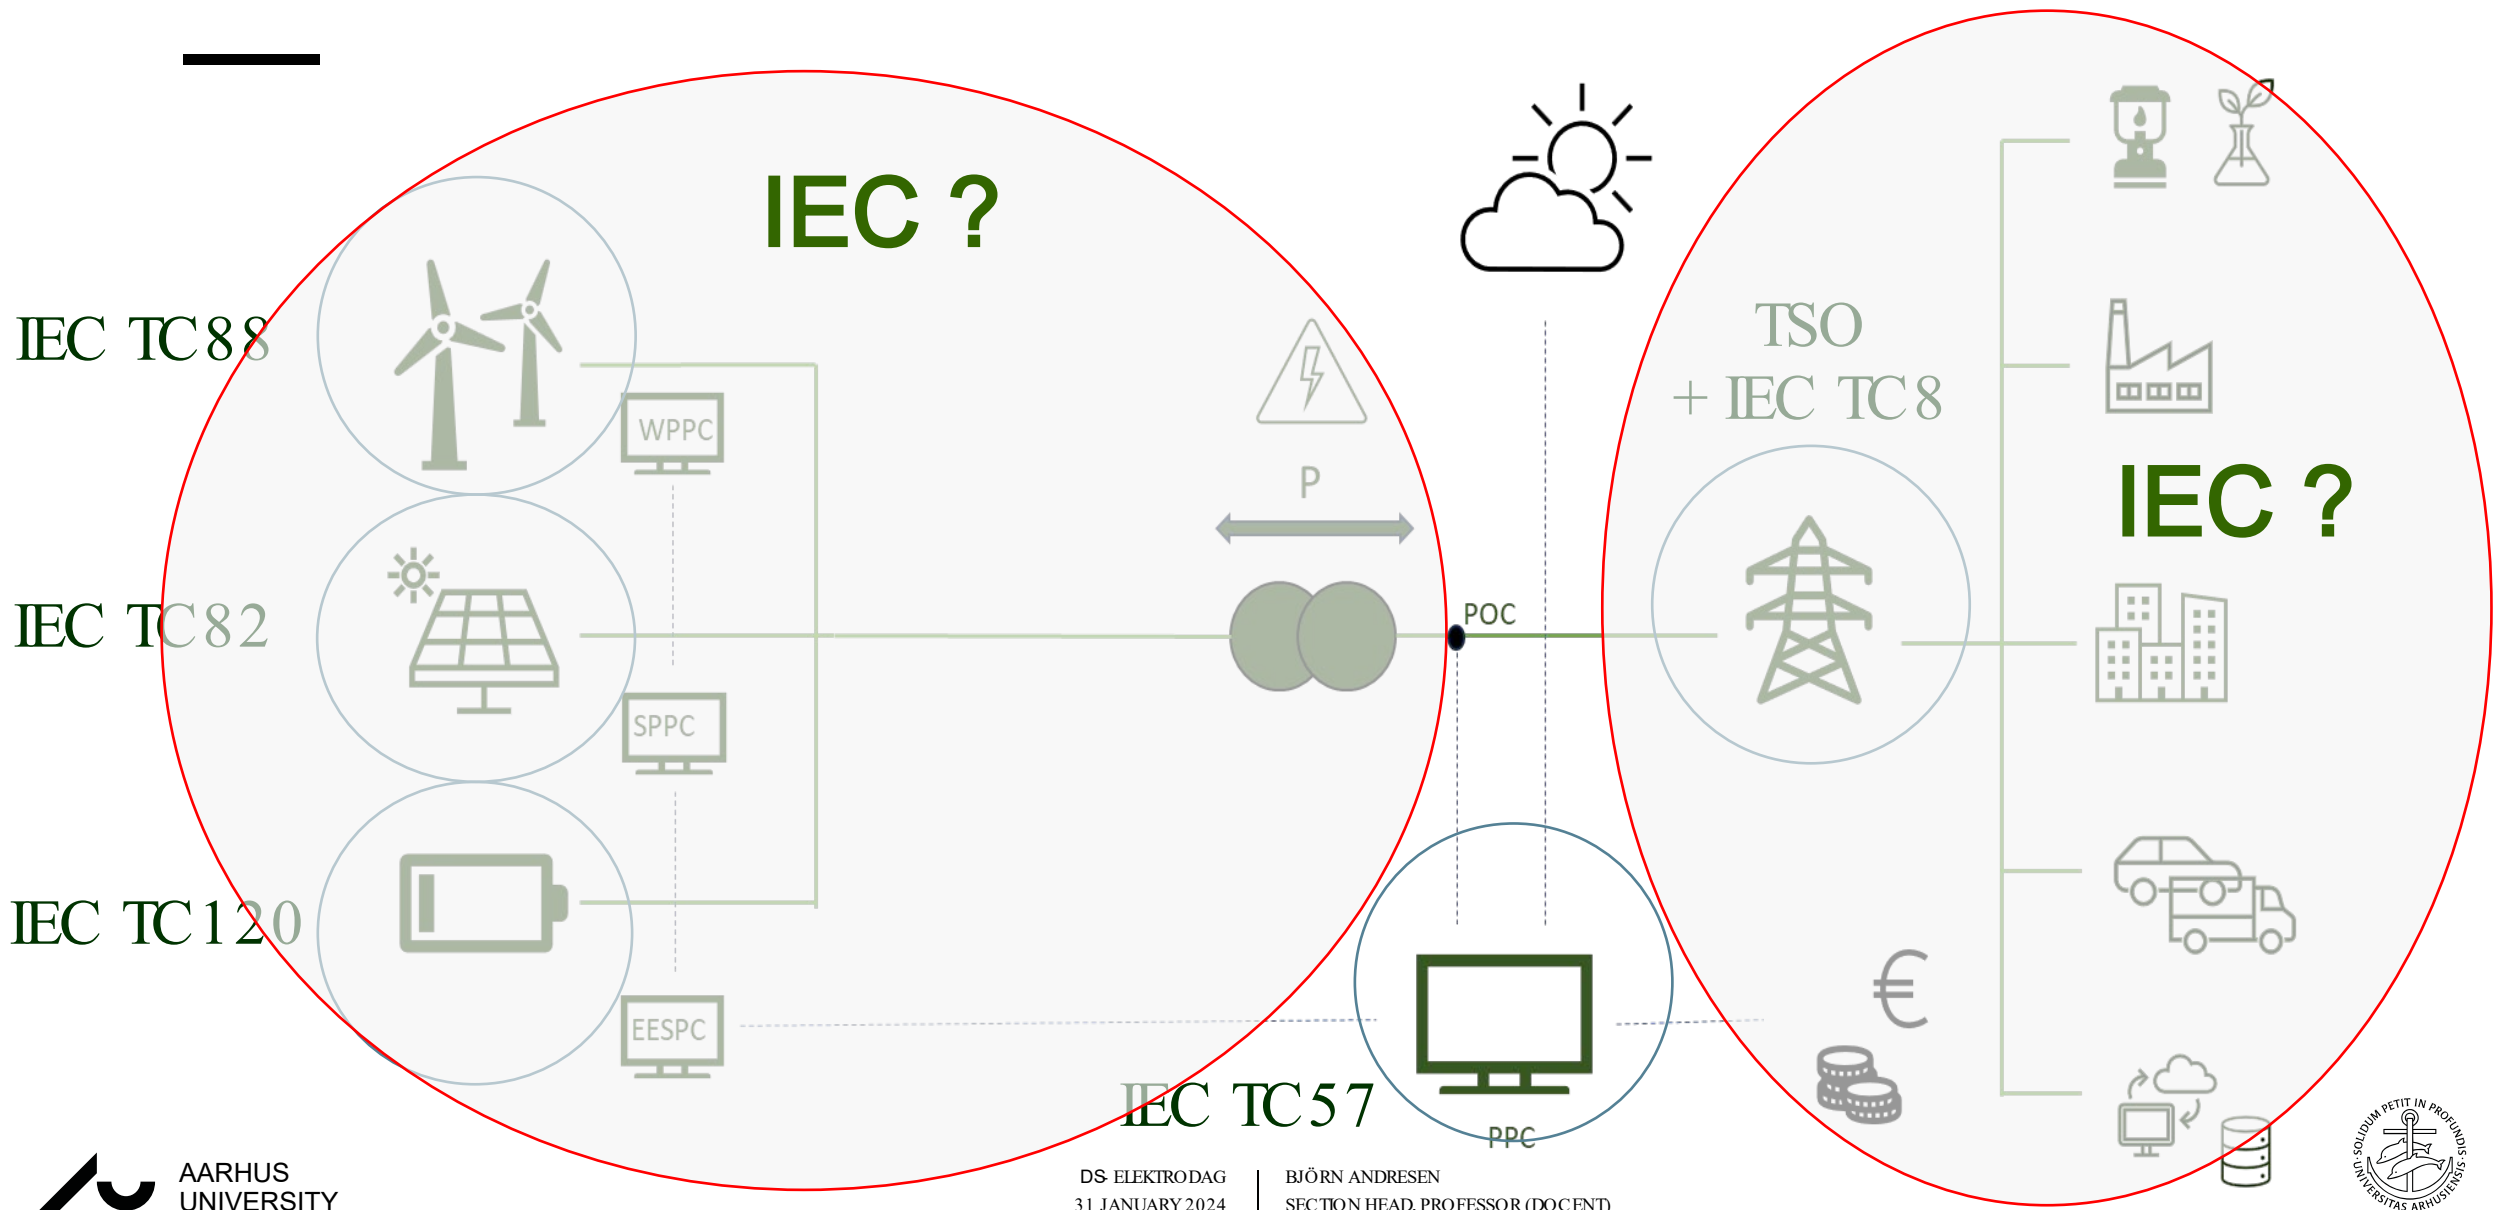 IEC ?
IEC TC88
WPPC
P
TSO
+ IEC TC8
IEC ?
IEC TC82
POC
SPPC
IEC TC120
EESPC
€
IEC TC57
PPC
AARHUS
UNIVERSITY
DS- ELEKTRODAG
31 JANUARY 2024
BJÖRN ANDRESEN
SECTION HEAD, PROFESSOR (DOCENT)
SOLIDUM PETIT IN PROFUNDIS
UNIVERSITAS ARHUSIENSIS